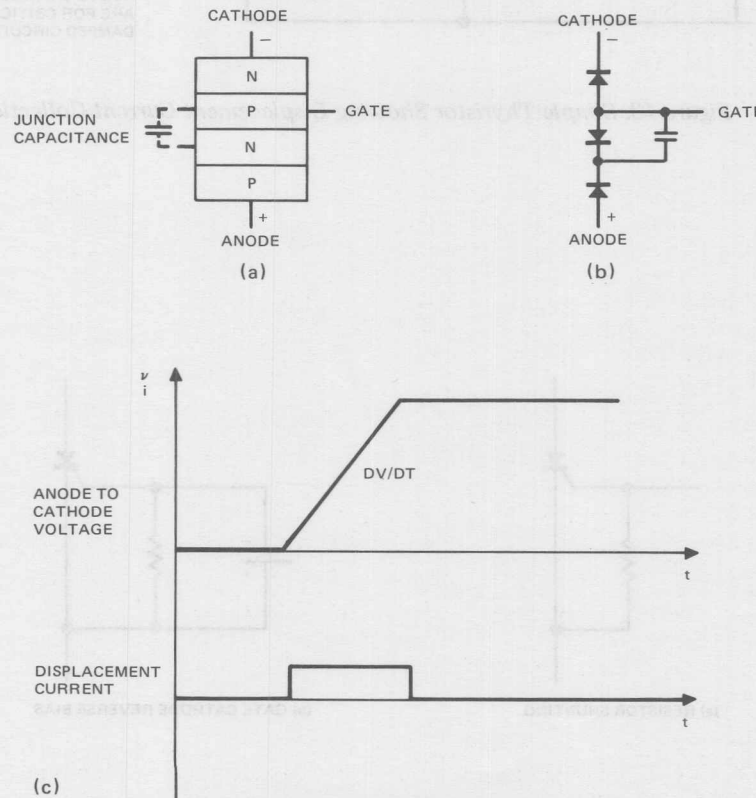 CATHODE
−
N
P
GATE
JUNCTION
CAPACITANCE
N
P
+
ANODE
(a)
CATHODE
−
GATE
+
ANODE
(b)
ν
i
DV/DT
ANODE TO
CATHODE
VOLTAGE
t
DISPLACEMENT
CURRENT
t
(c)